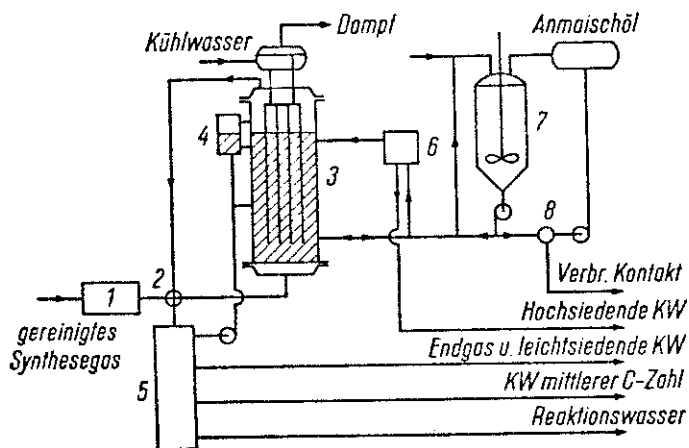 Dampf
Kühlwasser
Anmaischöl
4
3
6
7
8
2
1
Verbr. Kontakt
Hochsiedende KW
gereinigtes
Synthesegas
Endgas u. leichtsiedende KW
5
KW mittlerer C-Zahl
Reaktionswasser